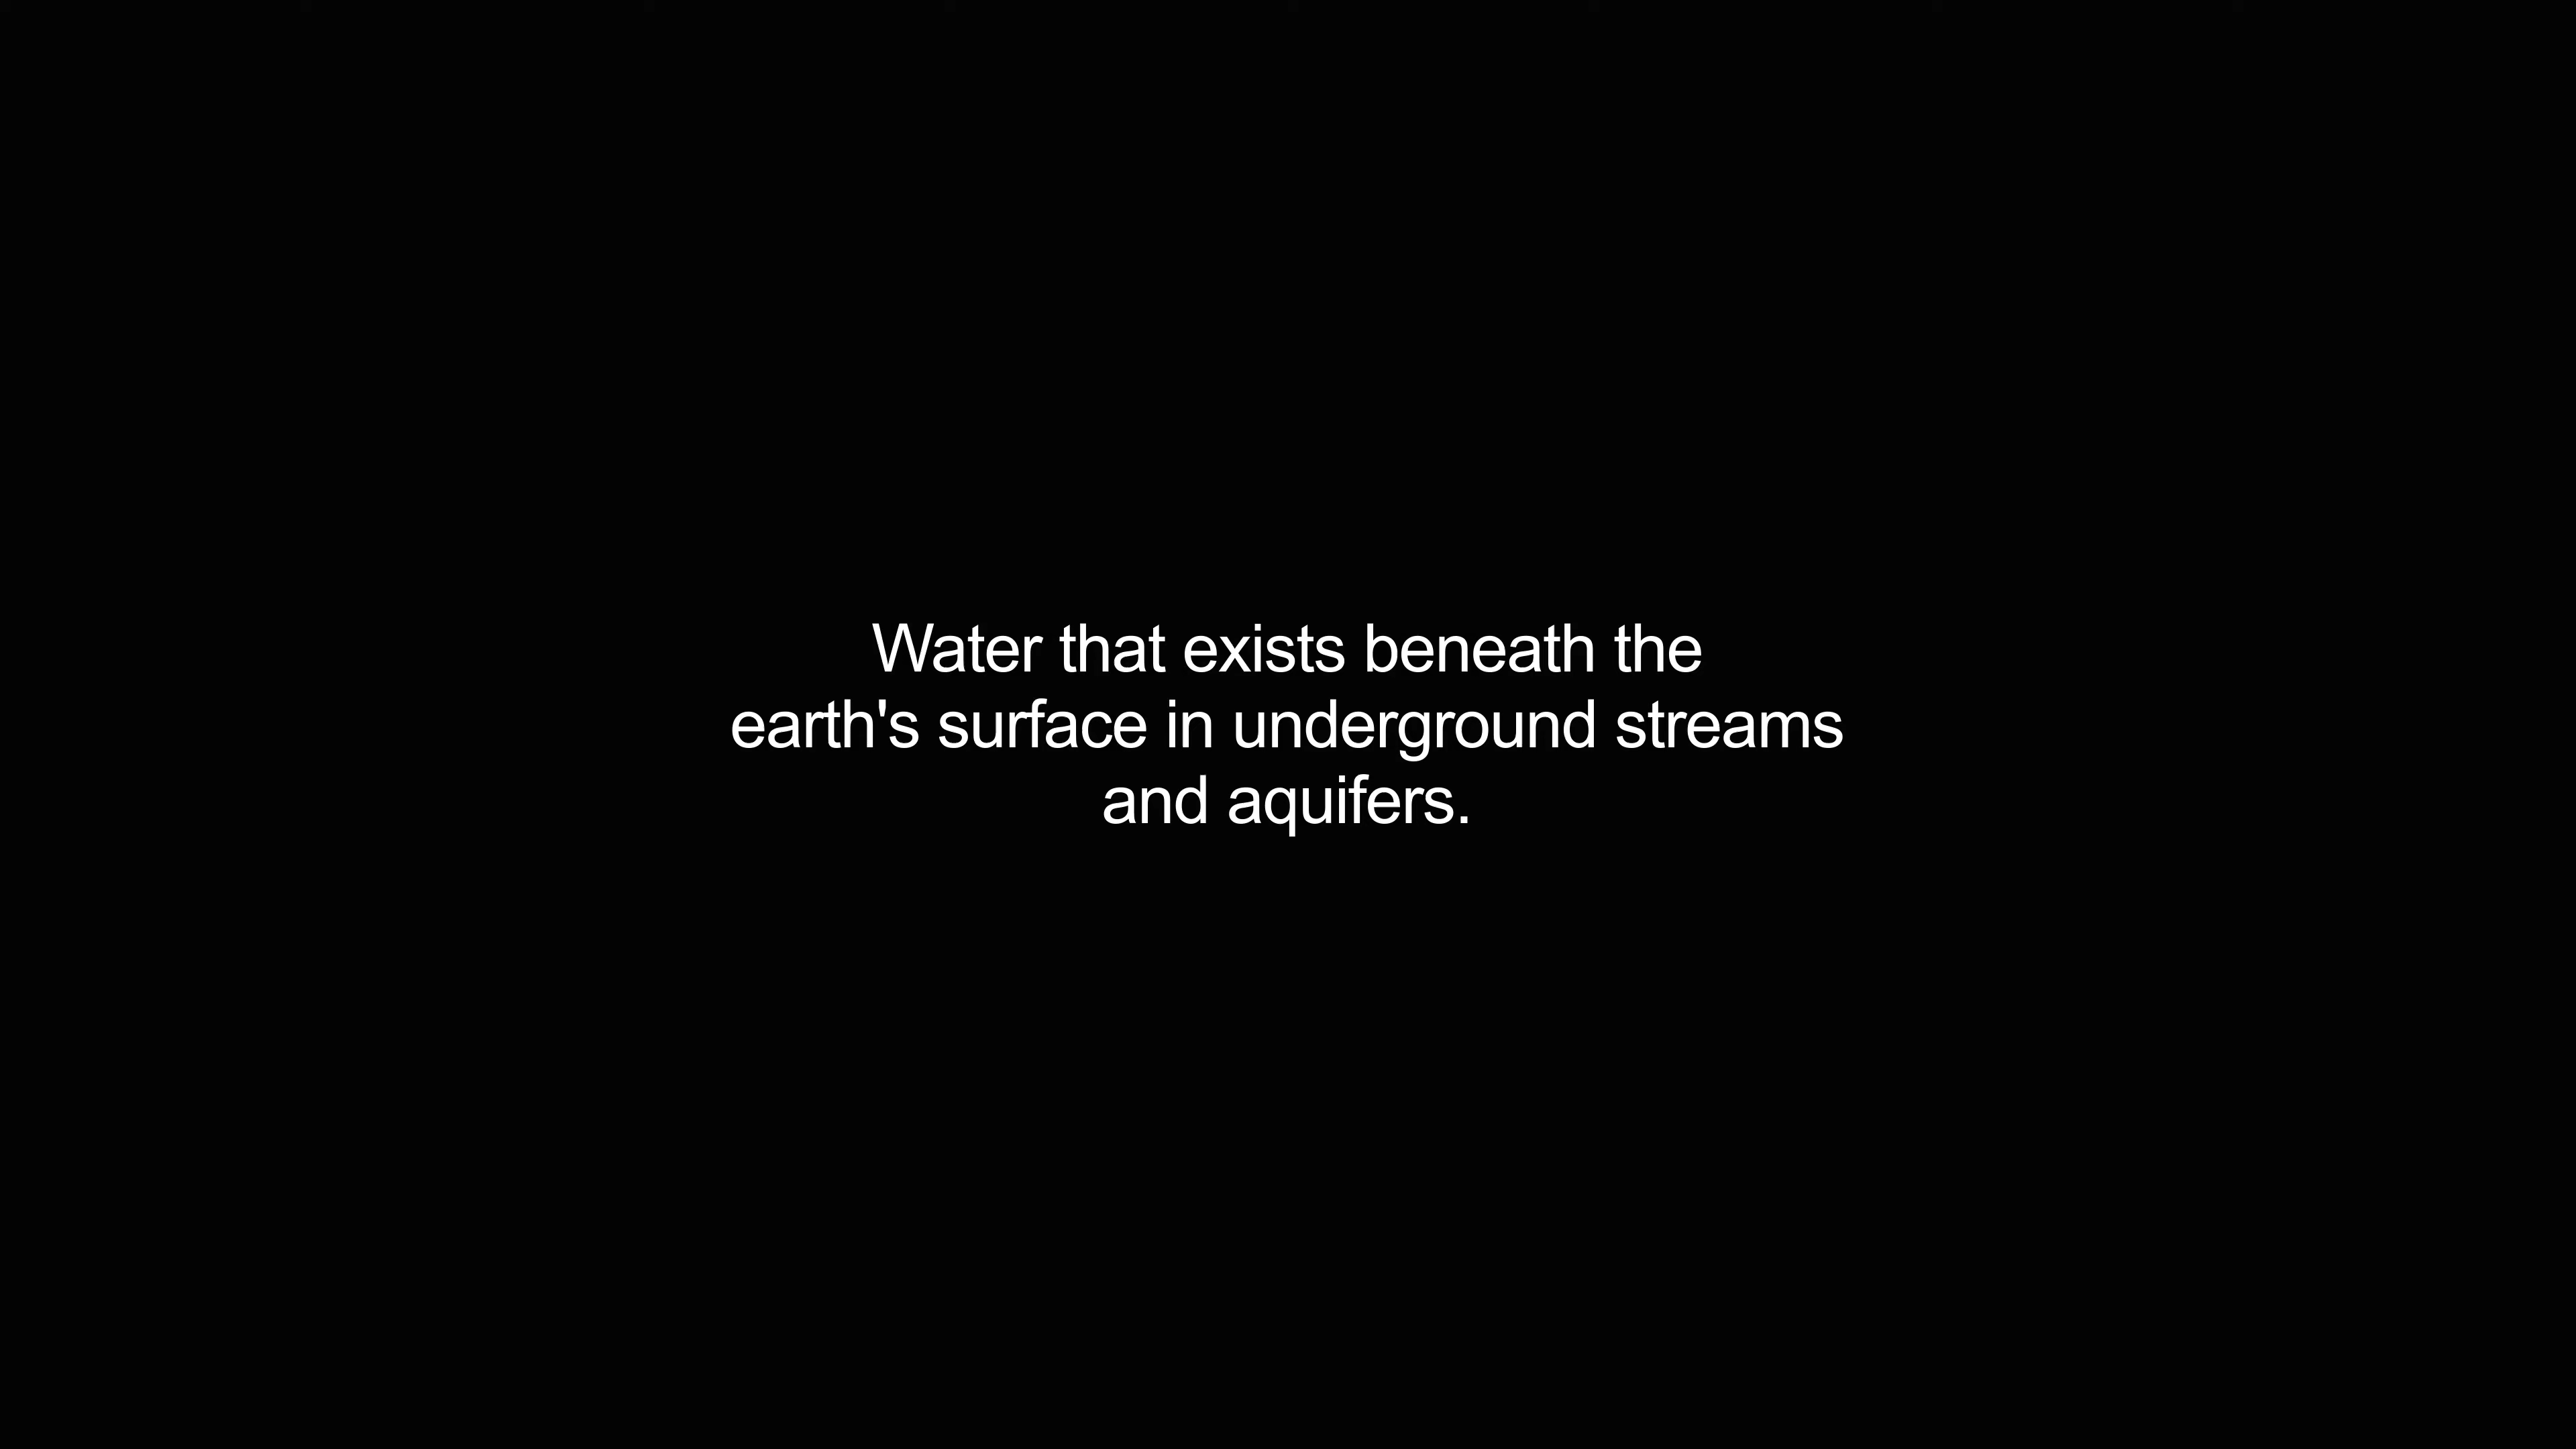 Water that exists beneath the
earth's surface in underground streams
and aquifers.